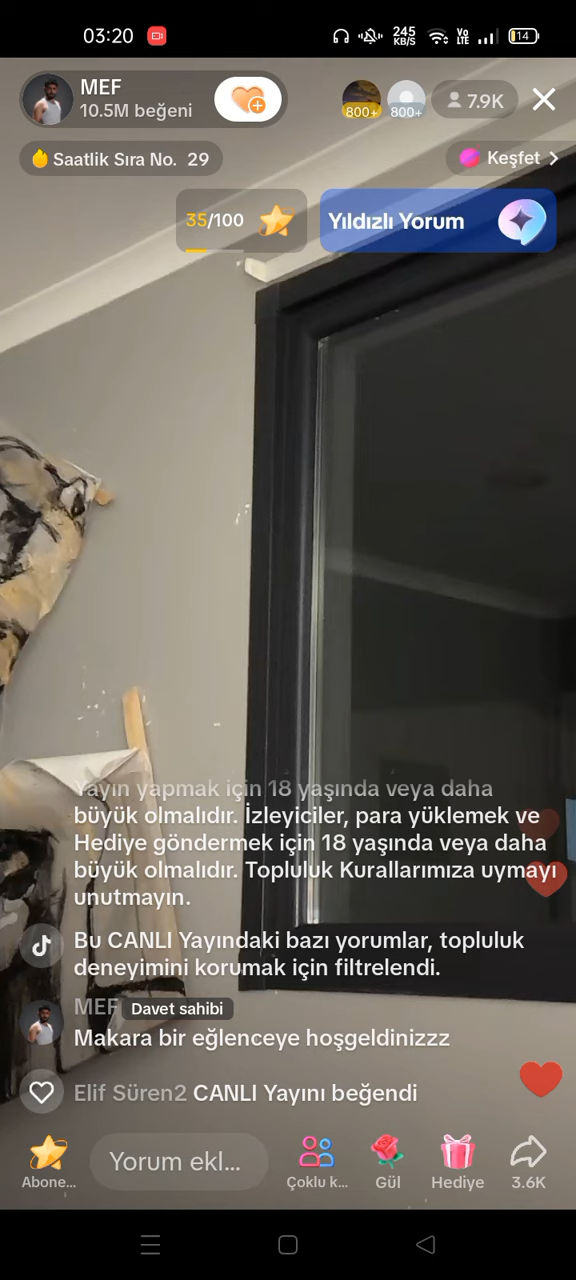 03:20
245
KB/S
Vo
LTE
14
MEF
10.5M beğeni
800+
800+
7.9K
Saatlik Sıra No. 29
Keşfet
35/100
Yıldızlı Yorum
Yayın yapmak için 18 yaşında veya daha
büyük olmalıdır. İzleyiciler, para yüklemek ve
Hediye göndermek için 18 yaşında veya daha
büyük olmalıdır. Topluluk Kurallarımıza uymayı
unutmayın.
Bu CANLI Yayındaki bazı yorumlar, topluluk
deneyimini korumak için filtrelendi.
MEF Davet sahibi
Makara bir eğlenceye hoşgeldinizzz
Elif Süren2 CANLI Yayını beğendi
Yorum ekl...
Abone...
Çoklu k...
Gül
Hediye
3.6K